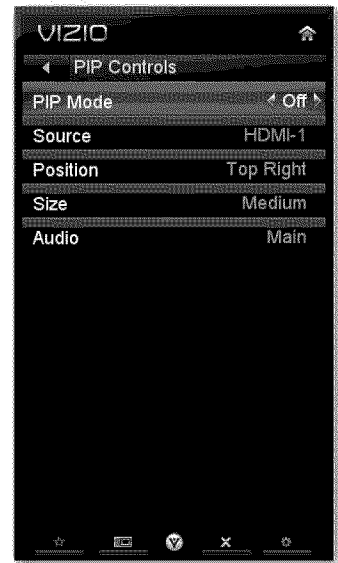 VIZIO
PIP Controls
PIP Mode Off
Source HDMI-1
Position Top Right
Size Medium
Audio Main
V